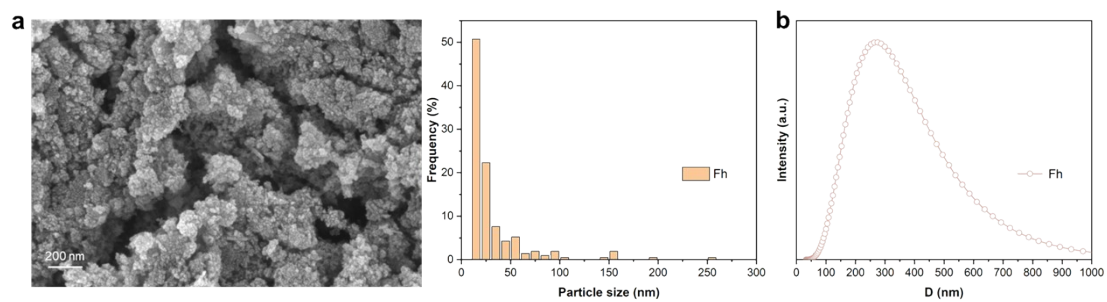 a
200 nm
Frequency (%)
50
40
30
20
10
0
0 50 100 150 200 250 300
Particle size (nm)
Fh
b
Intensity (a.u.)
0 100 200 300 400 500 600 700 800 900 1000
D (nm)
Fh